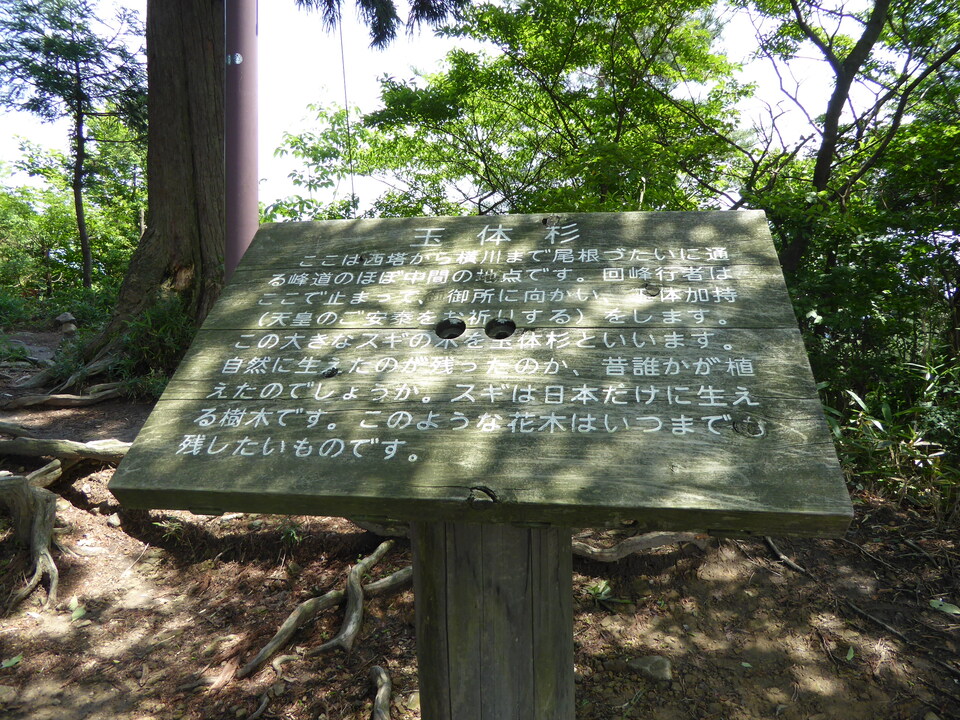 玉体杉
ここは西塔から横川まで尾根づたいに通
る峰道のほぼ中間の地点です。回峰行者は
ここで止まって、御所に向かい、玉体加持
(天皇のご安泰をお祈りする)をします。
この大きなスギの木を玉体杉といいます。
自然に生えたのが残ったのか、昔誰かが植
えたのでしょうか。スギは日本だけに生え
る樹木です。このような花木はいつまでも
残したいものです。